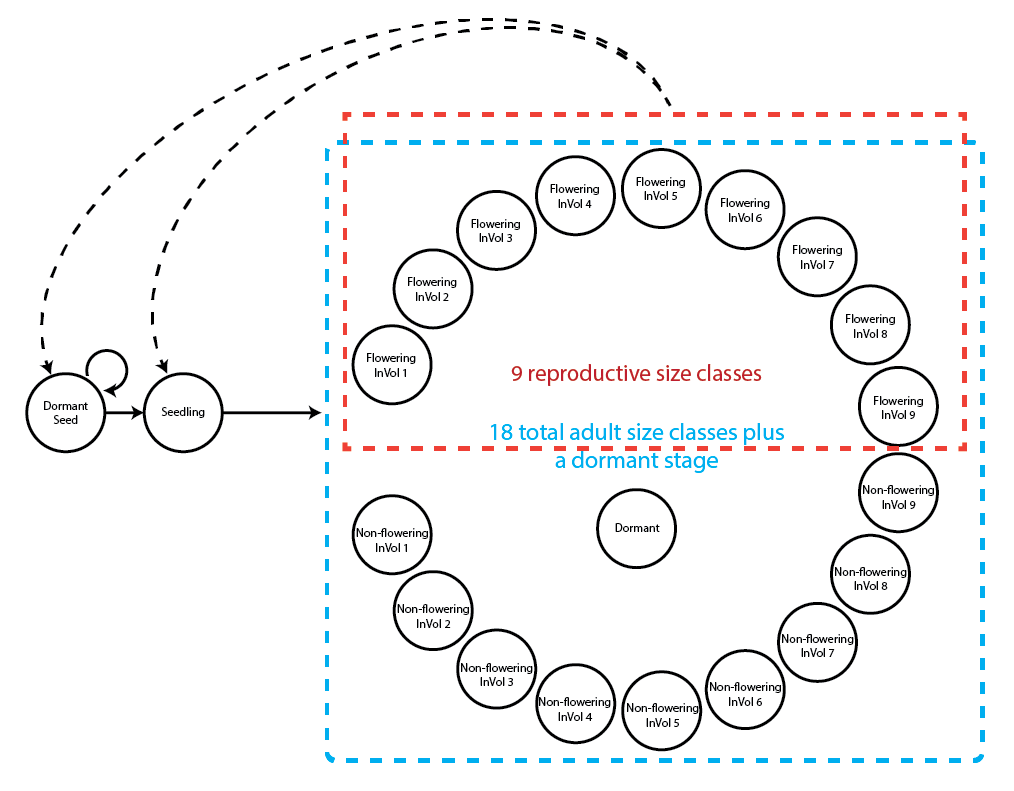 Flowering
InVol 5
Flowering
InVol 4
Flowering
InVol 6
Flowering
InVol 3
Flowering
InVol 7
Flowering
InVol 2
Flowering
InVol 8
Flowering
InVol 1
9 reproductive size classes
Flowering
InVol 9
Dormant
Seed
Seedling
18 total adult size classes plus
a dormant stage
Non-flowering
InVol 9
Dormant
Non-flowering
InVol 1
Non-flowering
InVol 8
Non-flowering
InVol 2
Non-flowering
InVol 7
Non-flowering
InVol 3
Non-flowering
InVol 6
Non-flowering
InVol 4
Non-flowering
InVol 5